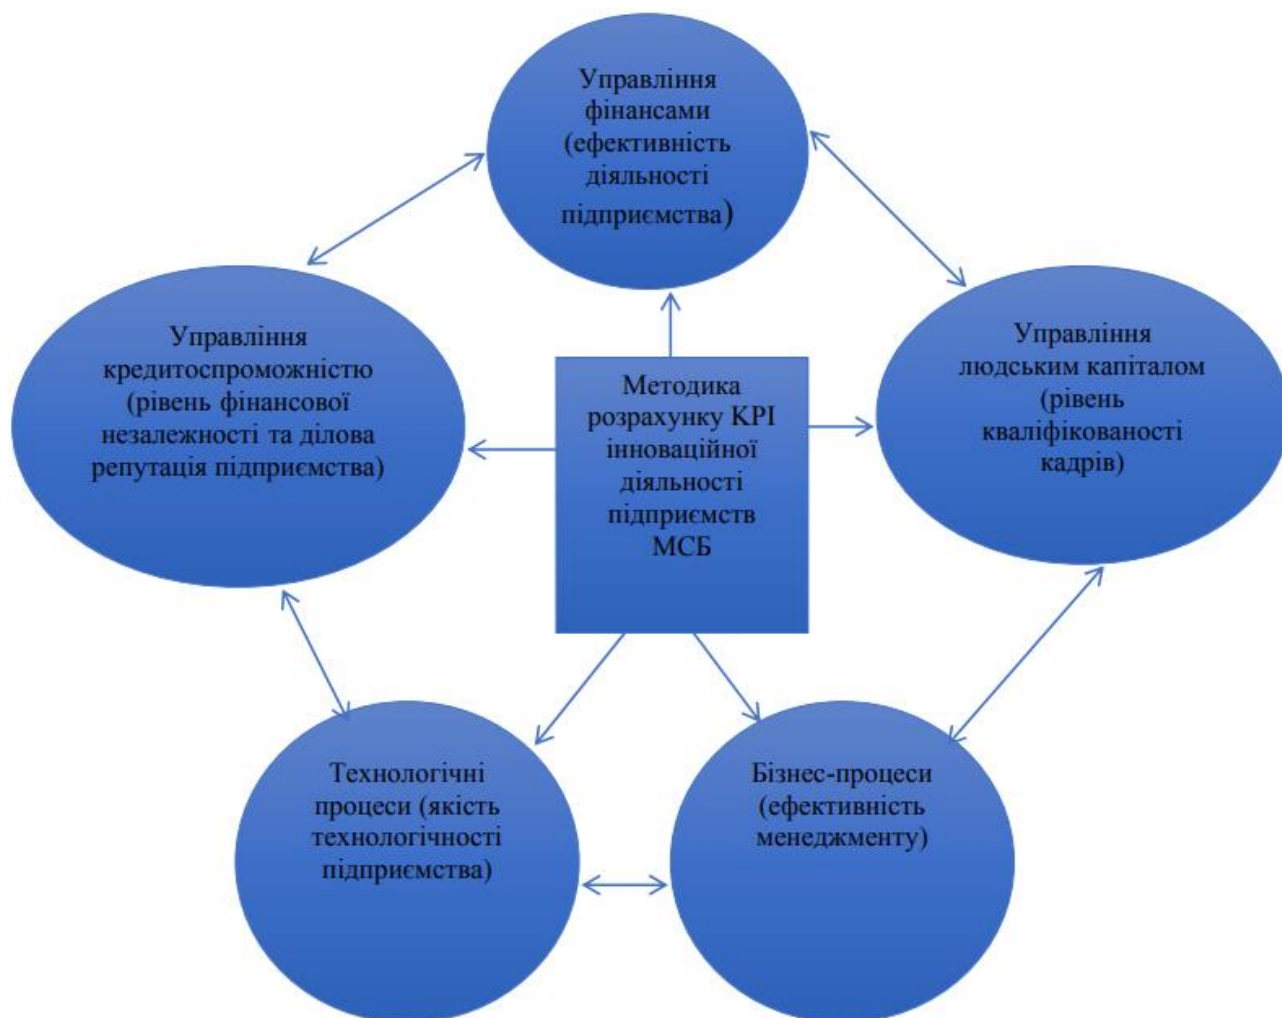 Управління
фінансами
(ефективність
діяльності
підприємства)
Управління
кредитоспроможністю
(рівень фінансової
незалежності та ділова
репутація підприємства)
Методика
розрахунку KPI
інноваційної
діяльності
підприємств
МСБ
Управління
людським капіталом
(рівень
кваліфікованості
кадрів)
Технологічні
процеси (якість
технологічності
підприємства)
Бізнес-процеси
(ефективність
менеджменту)